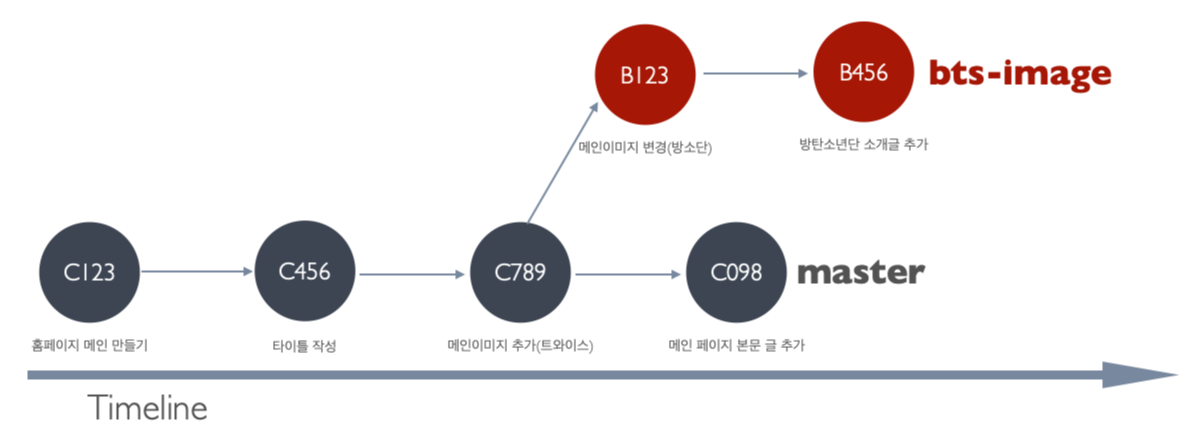 B123
B456
bts-image
메인이미지 변경(방소단)
방탄소년단 소개글 추가
C123
C456
C789
C098
master
홈페이지 메인 만들기
타이틀 작성
메인이미지 추가(트와이스)
메인 페이지 본문 글 추가
Timeline